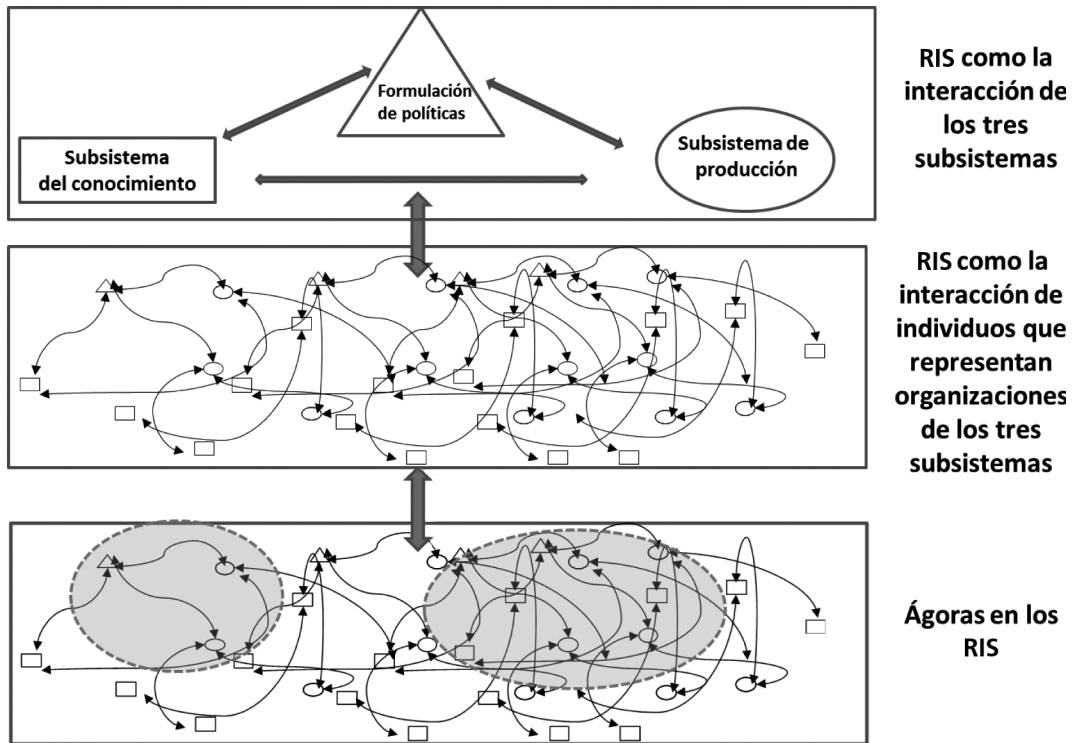 Formulación
de políticas
Subsistema
del conocimiento
Subsistema de
producción
RIS como la
interacción de
los tres
subsistemas
RIS como la
interacción de
individuos que
representan
organizaciones
de los tres
subsistemas
Ágoras en los
RIS